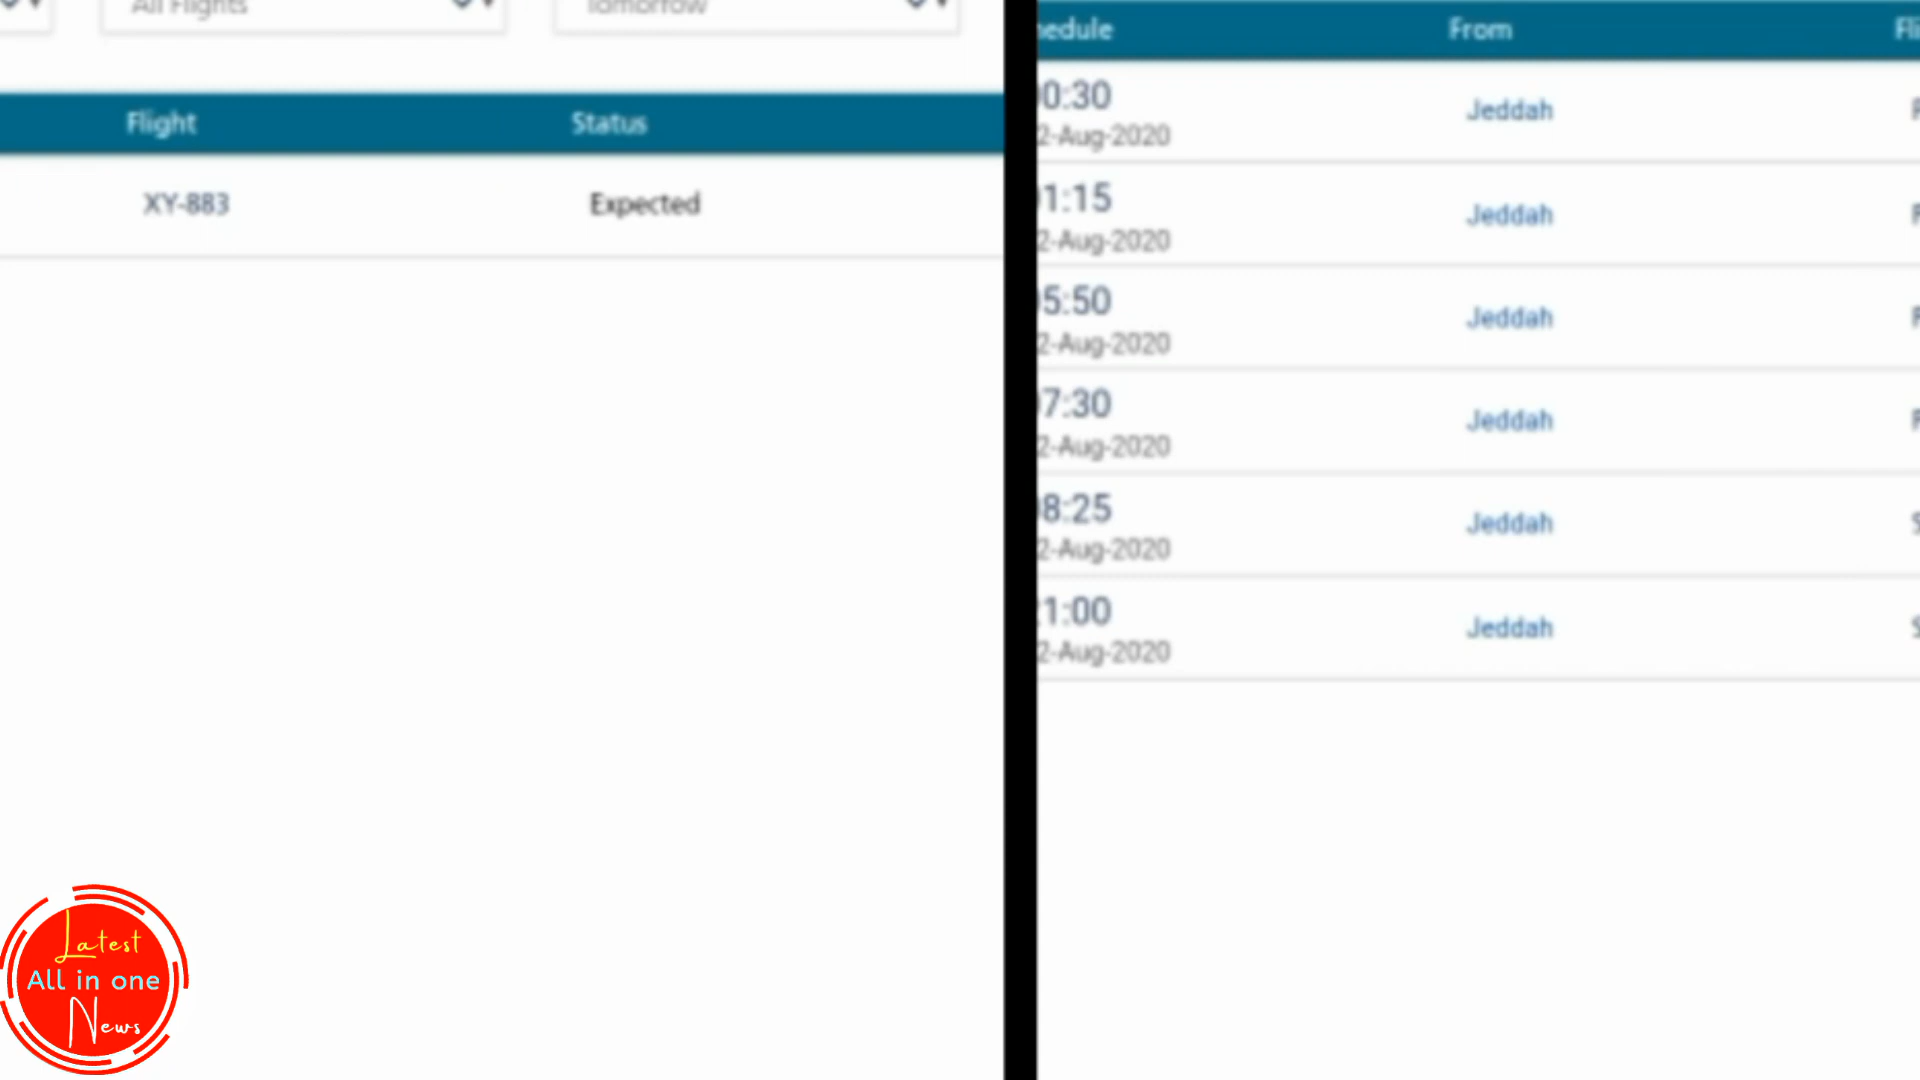 All Flights
Tomorrow
Flight
Status
XY-883
Expected
hedule
From
Fli
0:30
Jeddah
2-Aug-2020
1:15
Jeddah
2-Aug-2020
5:50
Jeddah
2-Aug-2020
7:30
Jeddah
2-Aug-2020
8:25
Jeddah
2-Aug-2020
1:00
Jeddah
2-Aug-2020
Latest
All in one
News